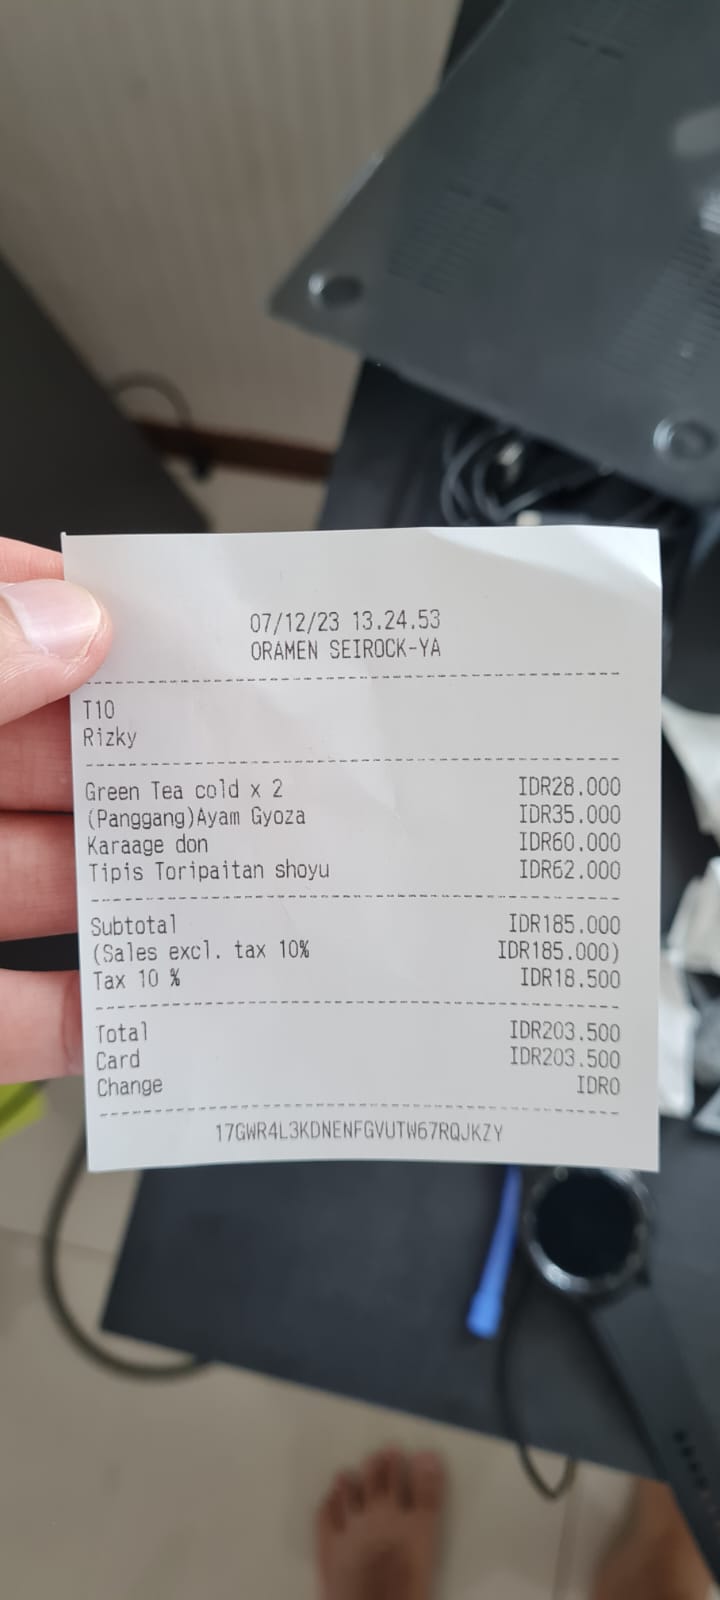 07/12/23 13.24.53
ORAMEN SEIROCK-YA
T10
Rizky
Green Tea cold x 2 IDR28.000
(Panggang)Ayam Gyoza IDR35.000
Karaage don IDR60.000
Tipis Toripaitan shoyu IDR62.000
Subtotal IDR185.000
(Sales excl. tax 10% IDR185.000)
Tax 10 % IDR18.500
Total IDR203.500
Card IDR203.500
Change IDR0
17GWR4L3KDNENFGVUTW67RQJKZY